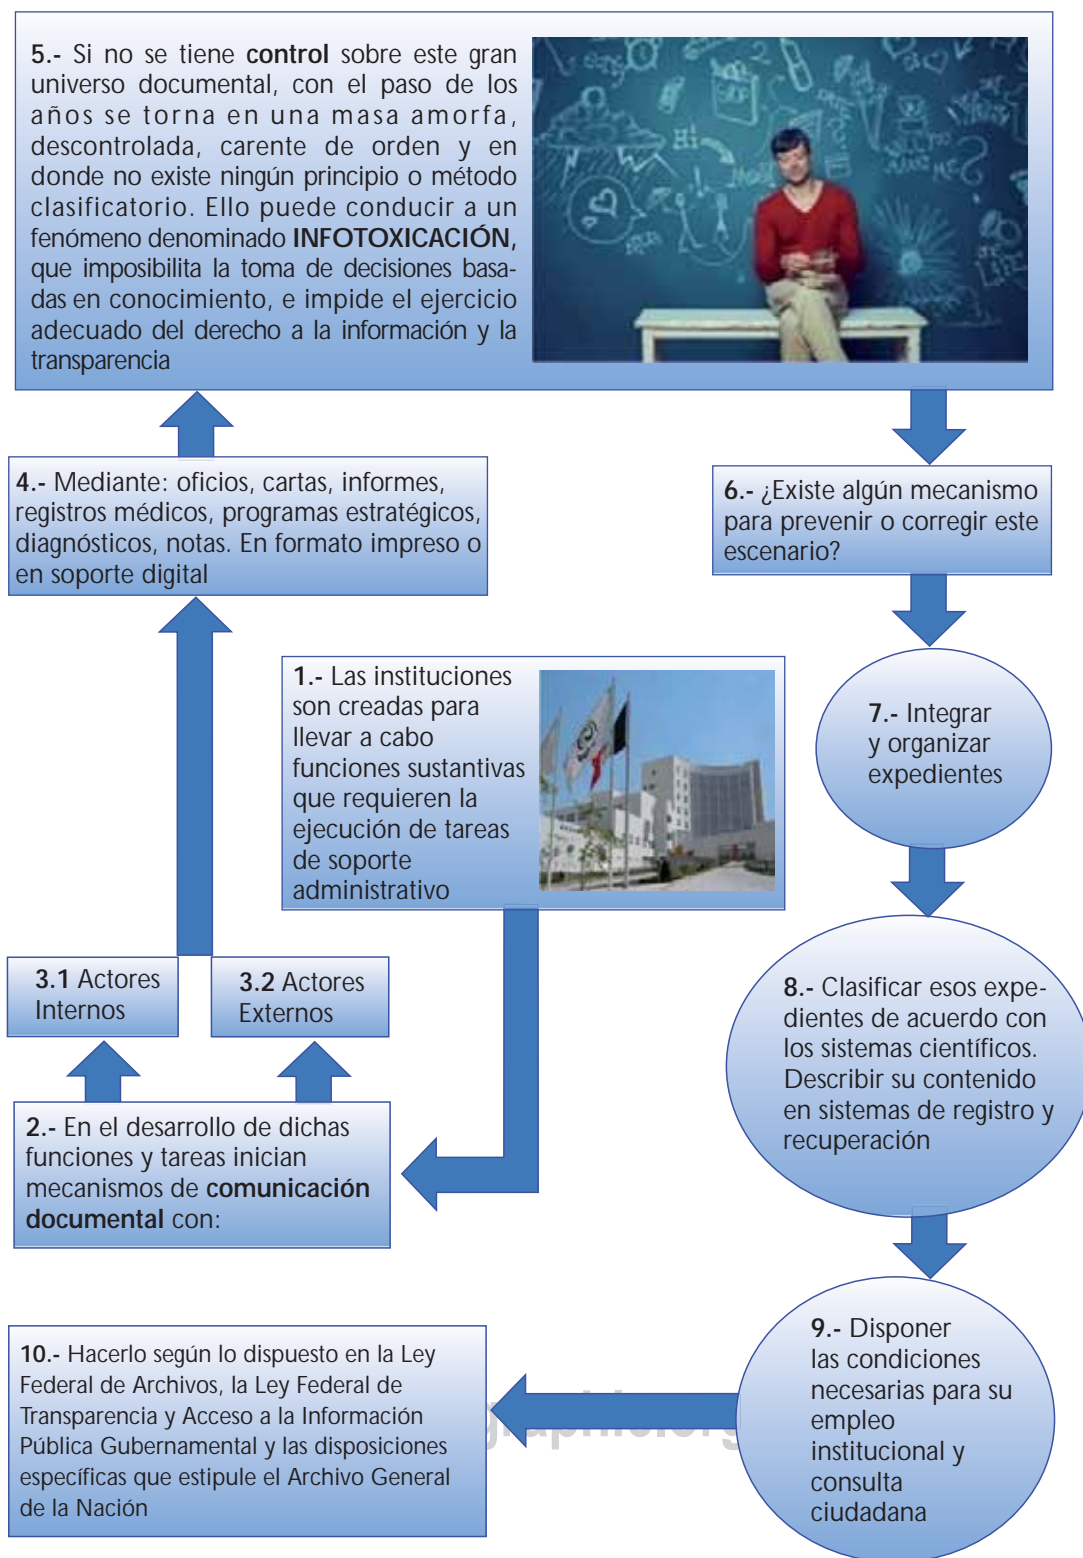 5.- Si no se tiene control sobre este gran
universo documental, con el paso de los
años se torna en una masa amorfa,
descontrolada, carente de orden y en
donde no existe ningún principio o método
clasificatorio. Ello puede conducir a un
fenómeno denominado INFOTOXICACIÓN,
que imposibilita la toma de decisiones basa-
das en conocimiento, e impide el ejercicio
adecuado del derecho a la información y la
transparencia
Hi
4.- Mediante: oficios, cartas, informes,
registros médicos, programas estratégicos,
diagnósticos, notas. En formato impreso o
en soporte digital
6.- ¿Existe algún mecanismo
para prevenir o corregir este
escenario?
1.- Las instituciones
son creadas para
llevar a cabo
funciones sustantivas
que requieren la
ejecución de tareas
de soporte
administrativo
7.- Integrar
y organizar
expedientes
3.1 Actores
Internos
3.2 Actores
Externos
8.- Clasificar esos expe-
dientes de acuerdo con
los sistemas científicos.
Describir su contenido
en sistemas de registro y
recuperación
2.- En el desarrollo de dichas
funciones y tareas inician
mecanismos de comunicación
documental con:
9.- Disponer
las condiciones
necesarias para su
empleo
institucional y
consulta
ciudadana
10.- Hacerlo según lo dispuesto en la Ley
Federal de Archivos, la Ley Federal de
Transparencia y Acceso a la Información
Pública Gubernamental y las disposiciones
específicas que estipule el Archivo General
de la Nación